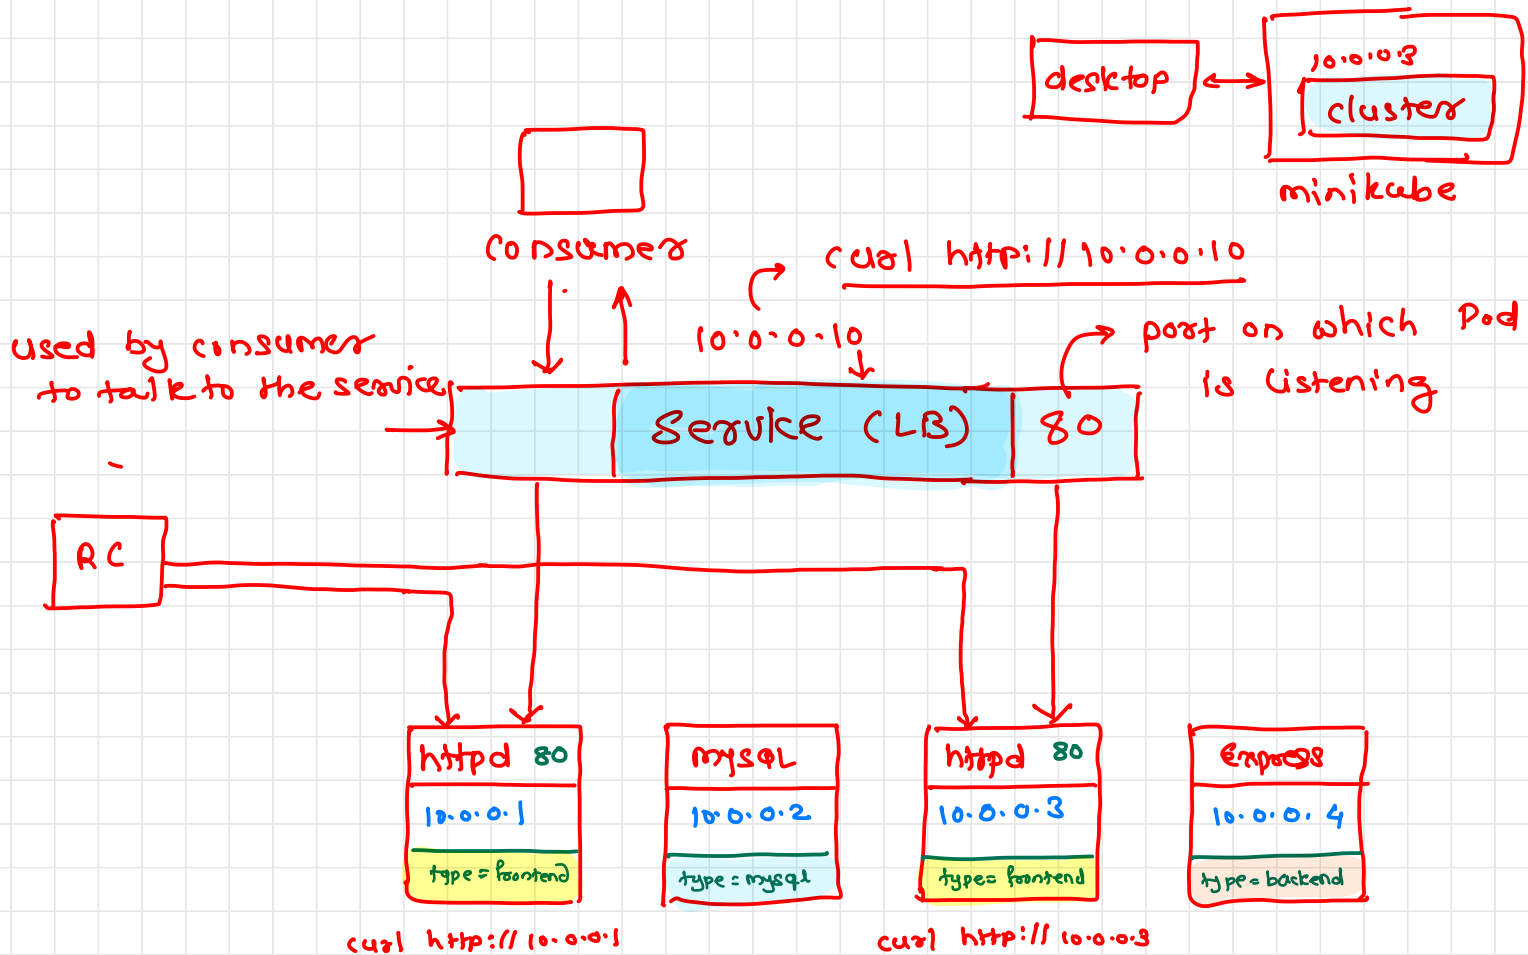 10.0.0.3
desktop
cluster
minikube
consumer
curl http://10.0.0.10
10.0.0.10
port on which Pod
is listening
used by consumer
to talk to the service
Service (LB)
80
RC
httpd 80
10.0.0.1
type = frontend
curl http://10.0.0.1
mysQL
10.0.0.2
type = mysql
httpd 80
10.0.0.3
type = frontend
curl http://10.0.0.3
Express
10.0.0.4
type = backend